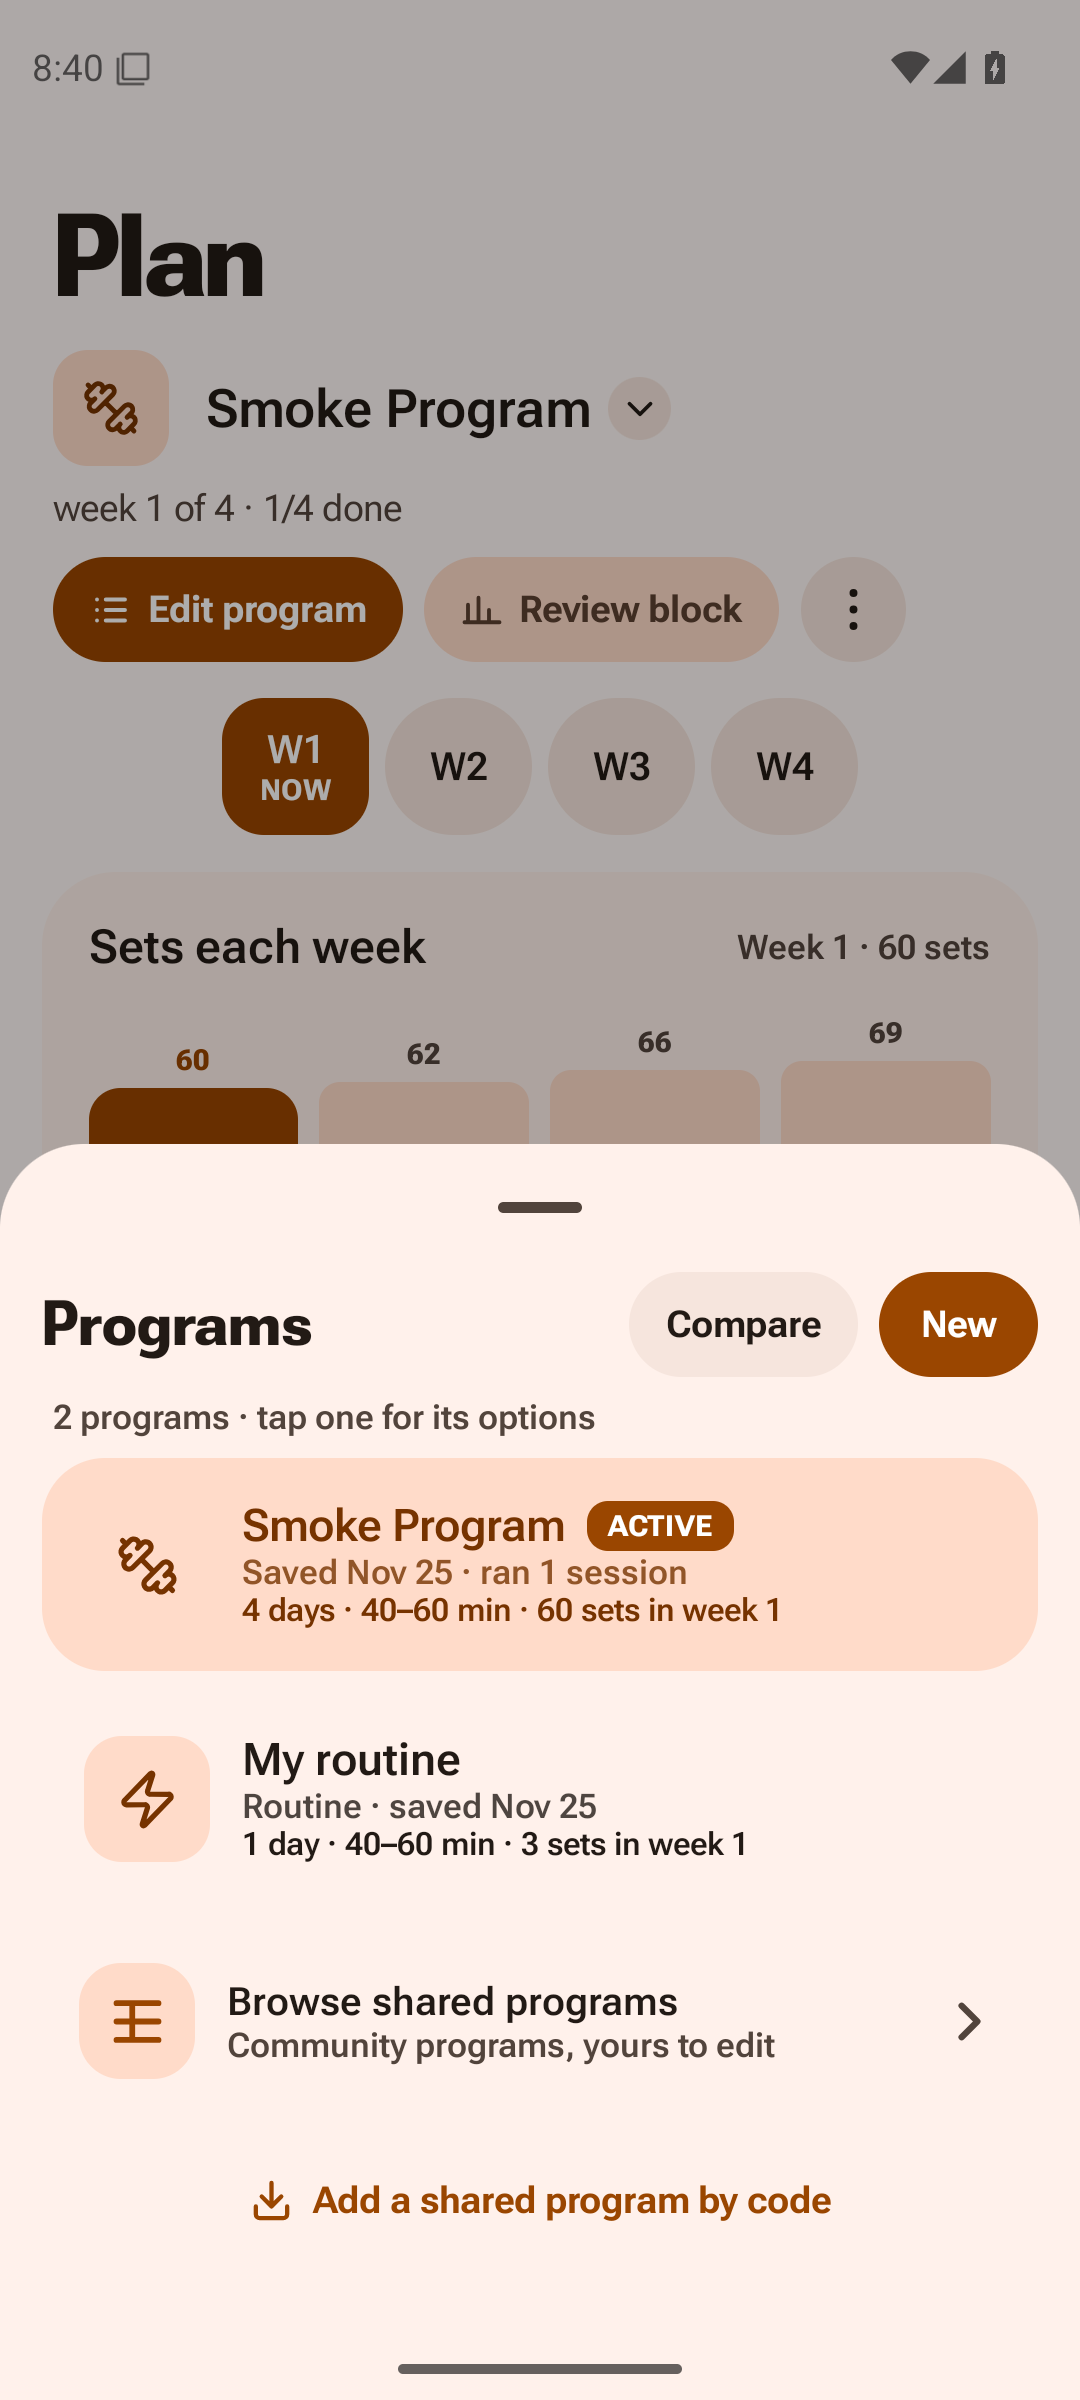 8:40
Plan
Smoke Program
week 1 of 4 · 1/4 done
Edit program
Review block
W1
NOW
W2
W3
W4
Sets each week
Week 1 · 60 sets
60
62
66
69
Programs
Compare
New
2 programs · tap one for its options
Smoke Program
ACTIVE
Saved Nov 25 · ran 1 session
4 days · 40–60 min · 60 sets in week 1
My routine
Routine · saved Nov 25
1 day · 40–60 min · 3 sets in week 1
Browse shared programs
Community programs, yours to edit
Add a shared program by code